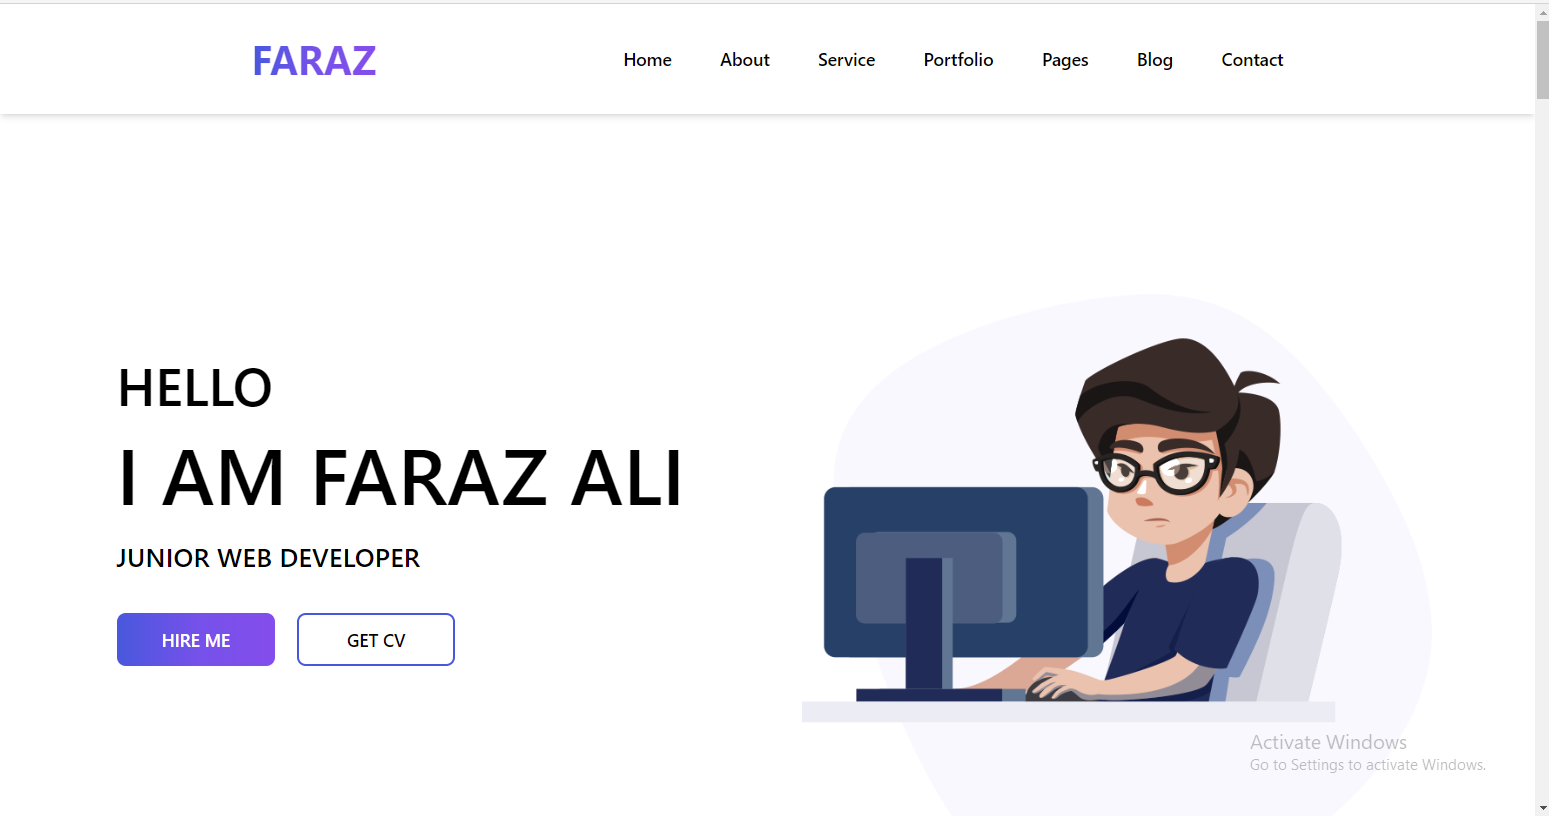 FARAZ
Home About Service Portfolio Pages Blog Contact
HELLO
I AM FARAZ ALI
JUNIOR WEB DEVELOPER
HIRE ME GET CV
Activate Windows
Go to Settings to activate Windows.